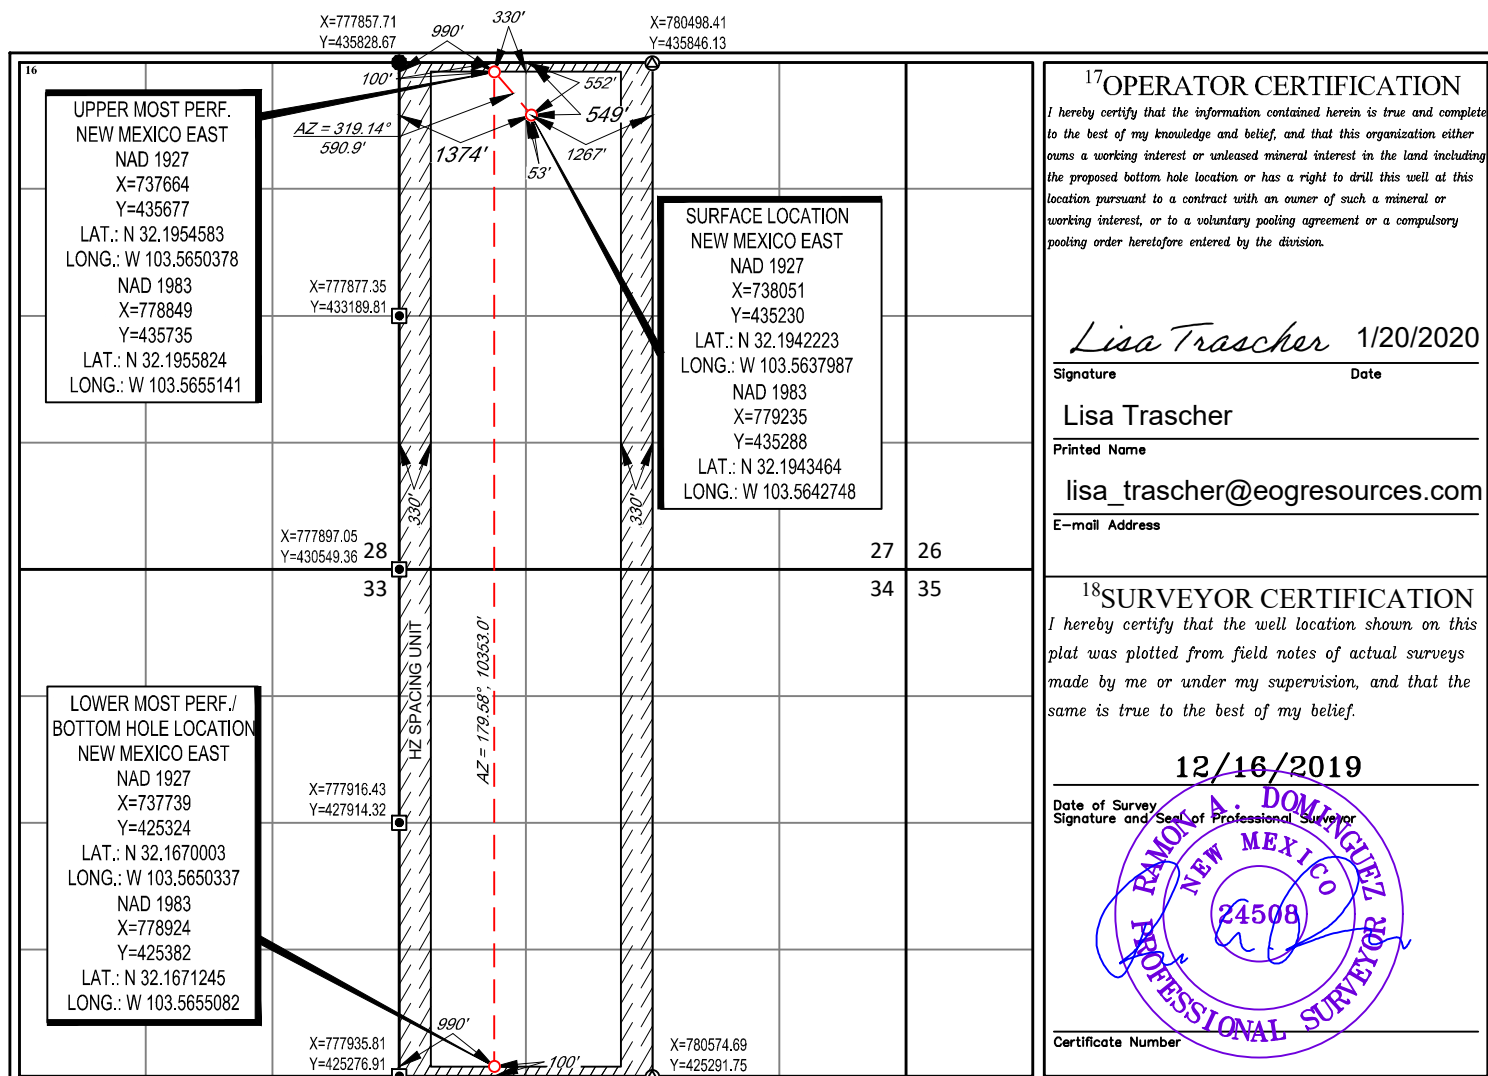 X=777857.71
Y=435828.67
990'
330'
X=780498.41
Y=435846.13
16
100'
552'
549'
AZ = 319.14°
590.9'
1374'
1267'
53'
UPPER MOST PERF.
NEW MEXICO EAST
NAD 1927
X=737664
Y=435677
LAT.: N 32.1954583
LONG.: W 103.5650378
NAD 1983
X=778849
Y=435735
LAT.: N 32.1955824
LONG.: W 103.5655141
SURFACE LOCATION
NEW MEXICO EAST
NAD 1927
X=738051
Y=435230
LAT.: N 32.1942223
LONG.: W 103.5637987
NAD 1983
X=779235
Y=435288
LAT.: N 32.1943464
LONG.: W 103.5642748
X=777877.35
Y=433189.81
330'
330'
X=777897.05
Y=430549.36
28
27
26
33
34
35
HZ SPACING UNIT
AZ = 179.58°, 10353.0'
LOWER MOST PERF./
BOTTOM HOLE LOCATION
NEW MEXICO EAST
NAD 1927
X=737739
Y=425324
LAT.: N 32.1670003
LONG.: W 103.5650337
NAD 1983
X=778924
Y=425382
LAT.: N 32.1671245
LONG.: W 103.5655082
X=777916.43
Y=427914.32
990'
100'
X=777935.81
Y=425276.91
X=780574.69
Y=425291.75
17 OPERATOR CERTIFICATION
I hereby certify that the information contained herein is true and complete
to the best of my knowledge and belief, and that this organization either
owns a working interest or unleased mineral interest in the land including
the proposed bottom hole location or has a right to drill this well at this
location pursuant to a contract with an owner of such a mineral or
working interest, or to a voluntary pooling agreement or a compulsory
pooling order heretofore entered by the division.
Lisa Trascher 1/20/2020
Signature Date
Lisa Trascher
Printed Name
lisa_trascher@eogresources.com
E-mail Address
18 SURVEYOR CERTIFICATION
I hereby certify that the well location shown on this
plat was plotted from field notes of actual surveys
made by me or under my supervision, and that the
same is true to the best of my belief.
12/16/2019
Date of Survey
Signature and Seal of Professional Surveyor
RAMON A. DOMINGUEZ
NEW MEXICO
24508
PROFESSIONAL SURVEYOR
Certificate Number